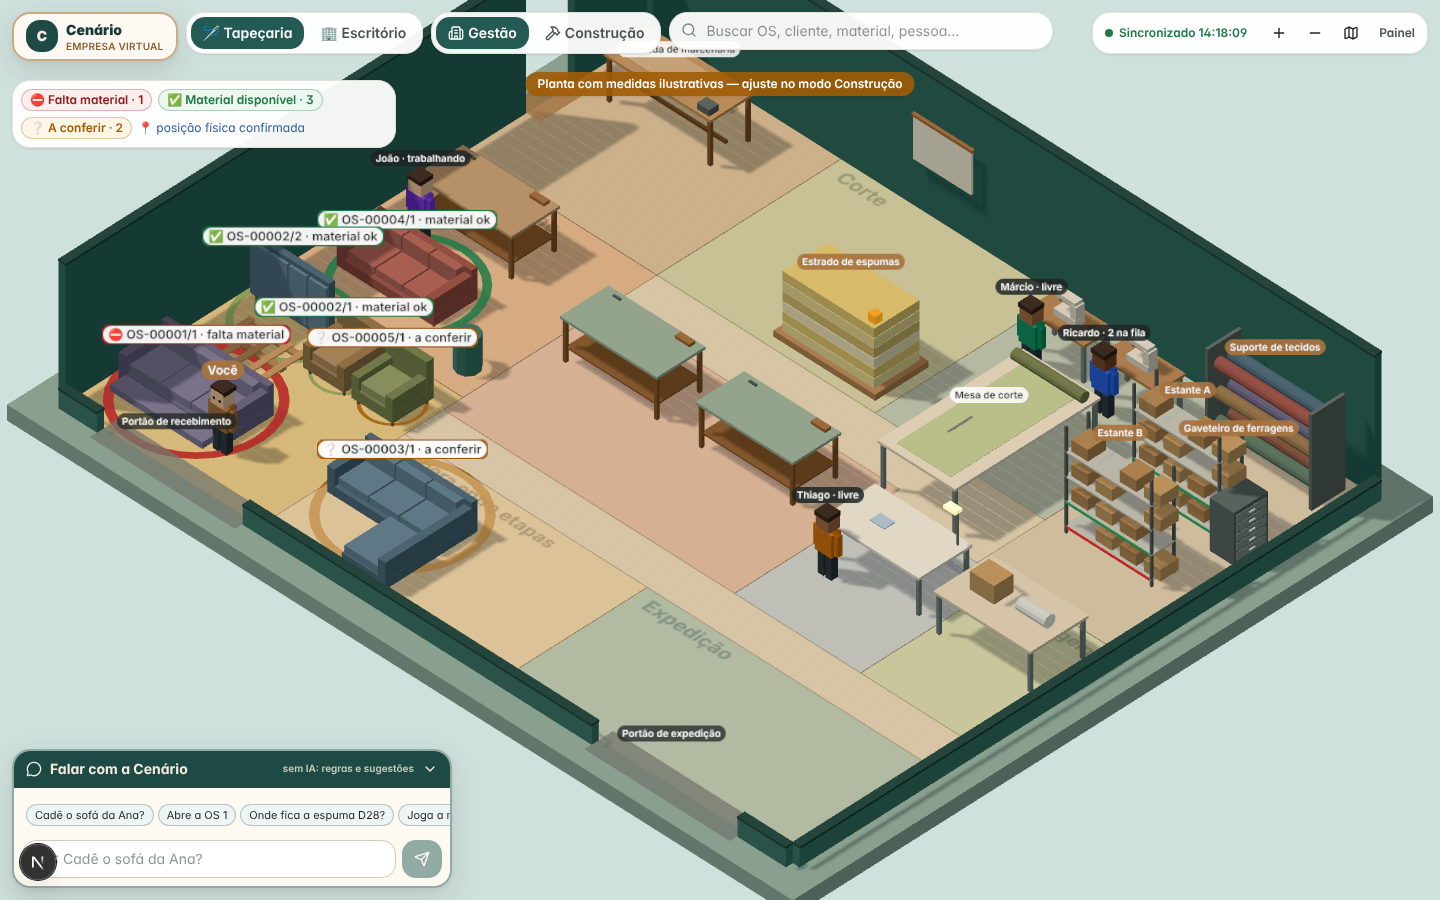 C
Cenário
EMPRESA VIRTUAL
Tapeçaria
Escritório
Gestão
Construção
Buscar OS, cliente, material, pessoa...
Sincronizado 14:18:09
Painel
de marcenaria
Planta com medidas ilustrativas — ajuste no modo Construção
Falta material · 1
Material disponível · 3
A conferir · 2
posição física confirmada
João · trabalhando
OS-00004/1 · material ok
OS-00002/2 · material ok
OS-00002/1 · material ok
OS-00001/1 · falta material
OS-00005/1 · a conferir
Você
Portão de recebimento
OS-00003/1 · a conferir
etapas
Corte
Estrado de espumas
Márcio · livre
Ricardo · 2 na fila
Suporte de tecidos
Mesa de corte
Estante A
Gaveteiro de ferragens
Estante B
Thiago · livre
Expedição
Portão de expedição
Falar com a Cenário
sem IA: regras e sugestões
Cadê o sofá da Ana?
Abre a OS 1
Onde fica a espuma D28?
Joga a
N
Cadê o sofá da Ana?